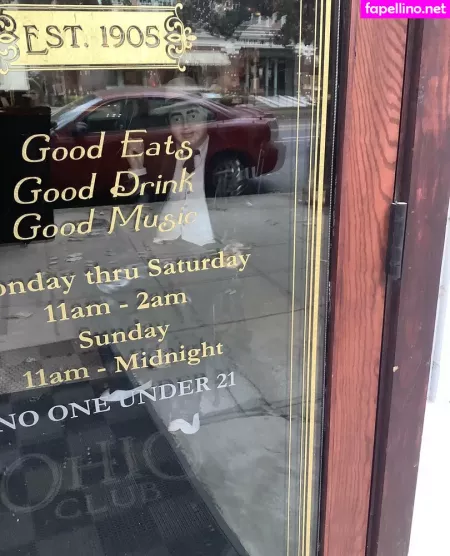 fapellino.net
EST. 1905
Good Eats
Good Drink
Good Music
onday thru Saturday
11am - 2am
Sunday
11am - Midnight
NO ONE UNDER 21
OHIO
CLUB